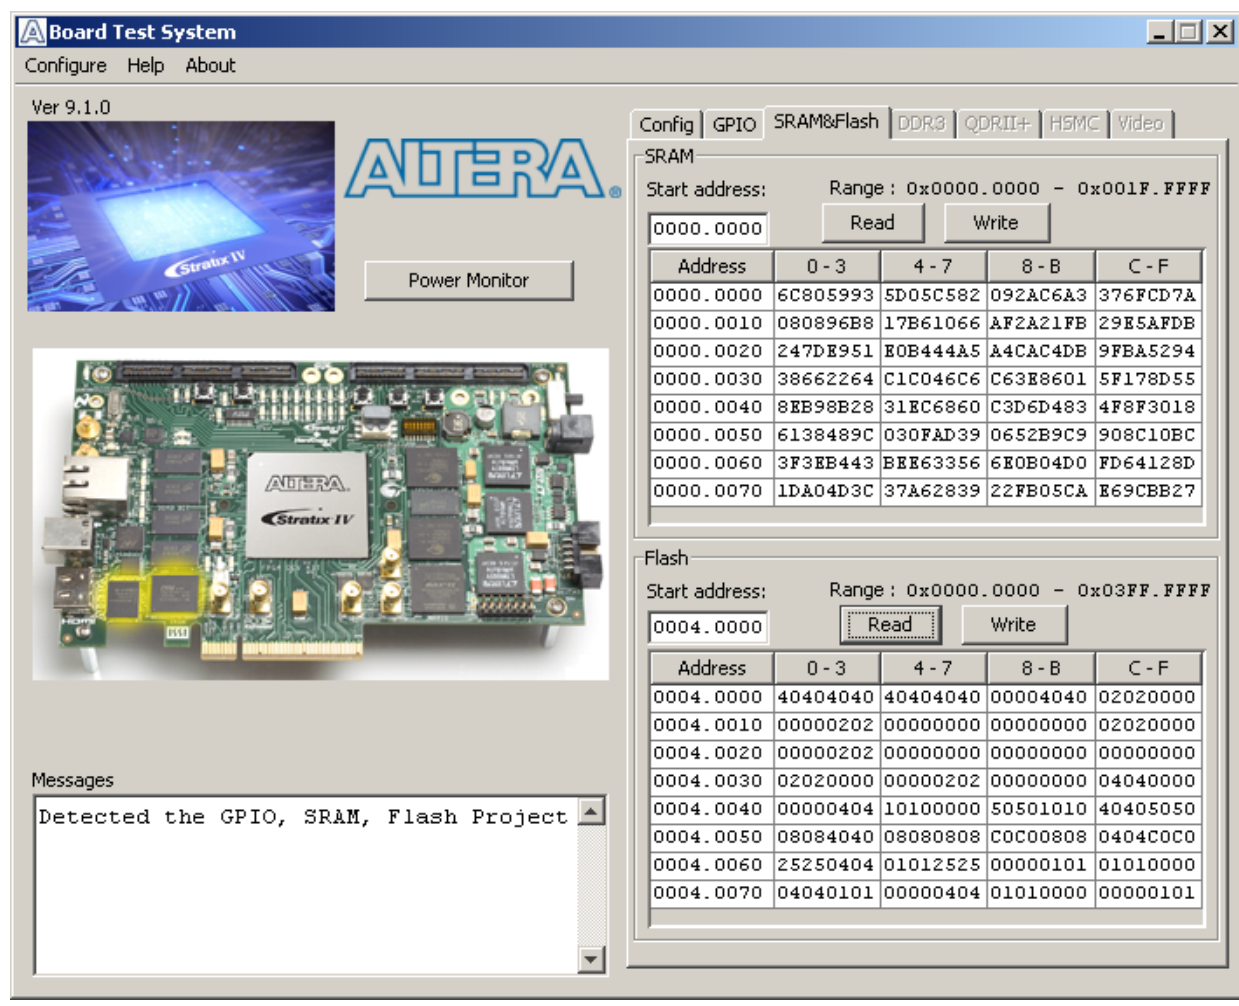 Board Test System
Configure Help About
Ver 9.1.0
Stratix IV
ALTERA®
Power Monitor
ALTERA
Stratix IV
HDMI
Messages
Detected the GPIO, SRAM, Flash Project
Config GPIO SRAM&Flash DDR3 QDRII+ HSMC Video
SRAM
Start address: Range : 0x0000.0000 - 0x001F.FFFF
0000.0000 Read Write
Address 0 - 3 4 - 7 8 - B C - F
0000.0000 6C805993 5D05C582 092AC6A3 376FCD7A
0000.0010 080896B8 17B61066 AF2A21FB 29E5AFDB
0000.0020 247DE951 E0B444A5 A4CAC4DB 9FBA5294
0000.0030 38662264 C1C046C6 C63E8601 5F178D55
0000.0040 8EB98B28 31EC6860 C3D6D483 4F8F3018
0000.0050 6138489C 030FAD39 0652B9C9 908C10BC
0000.0060 3F3EB443 BEE63356 6E0B04D0 FD64128D
0000.0070 1DA04D3C 37A62839 22FB05CA E69CBB27
Flash
Start address: Range : 0x0000.0000 - 0x03FF.FFFF
0004.0000 Read Write
Address 0 - 3 4 - 7 8 - B C - F
0004.0000 40404040 40404040 00004040 02020000
0004.0010 00000202 00000000 00000000 02020000
0004.0020 00000202 00000000 00000000 00000000
0004.0030 02020000 00000202 00000000 04040000
0004.0040 00000404 10100000 50501010 40405050
0004.0050 08084040 08080808 C0C00808 0404C0C0
0004.0060 25250404 01012525 00000101 01010000
0004.0070 04040101 00000404 01010000 00000101